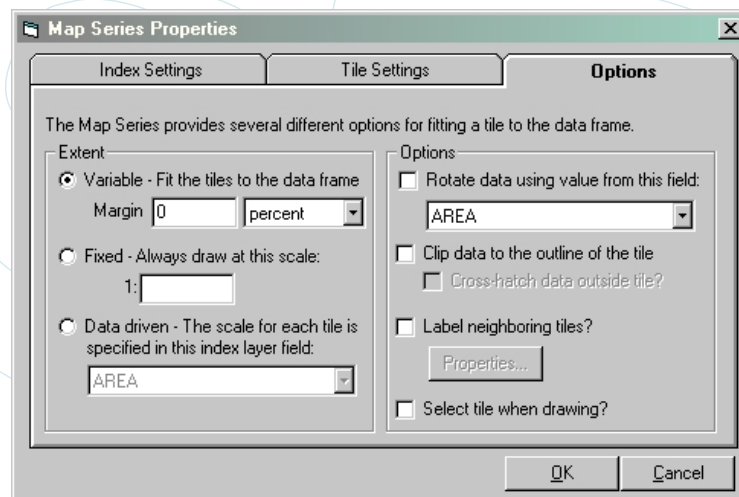 Map Series Properties
Index Settings
Tile Settings
Options
The Map Series provides several different options for fitting a tile to the data frame.
Extent
Variable - Fit the tiles to the data frame
Margin 0 percent
Fixed - Always draw at this scale:
1:
Data driven - The scale for each tile is
specified in this index layer field:
AREA
Options
Rotate data using value from this field:
AREA
Clip data to the outline of the tile
Cross-hatch data outside tile?
Label neighboring tiles?
Properties...
Select tile when drawing?
OK
Cancel